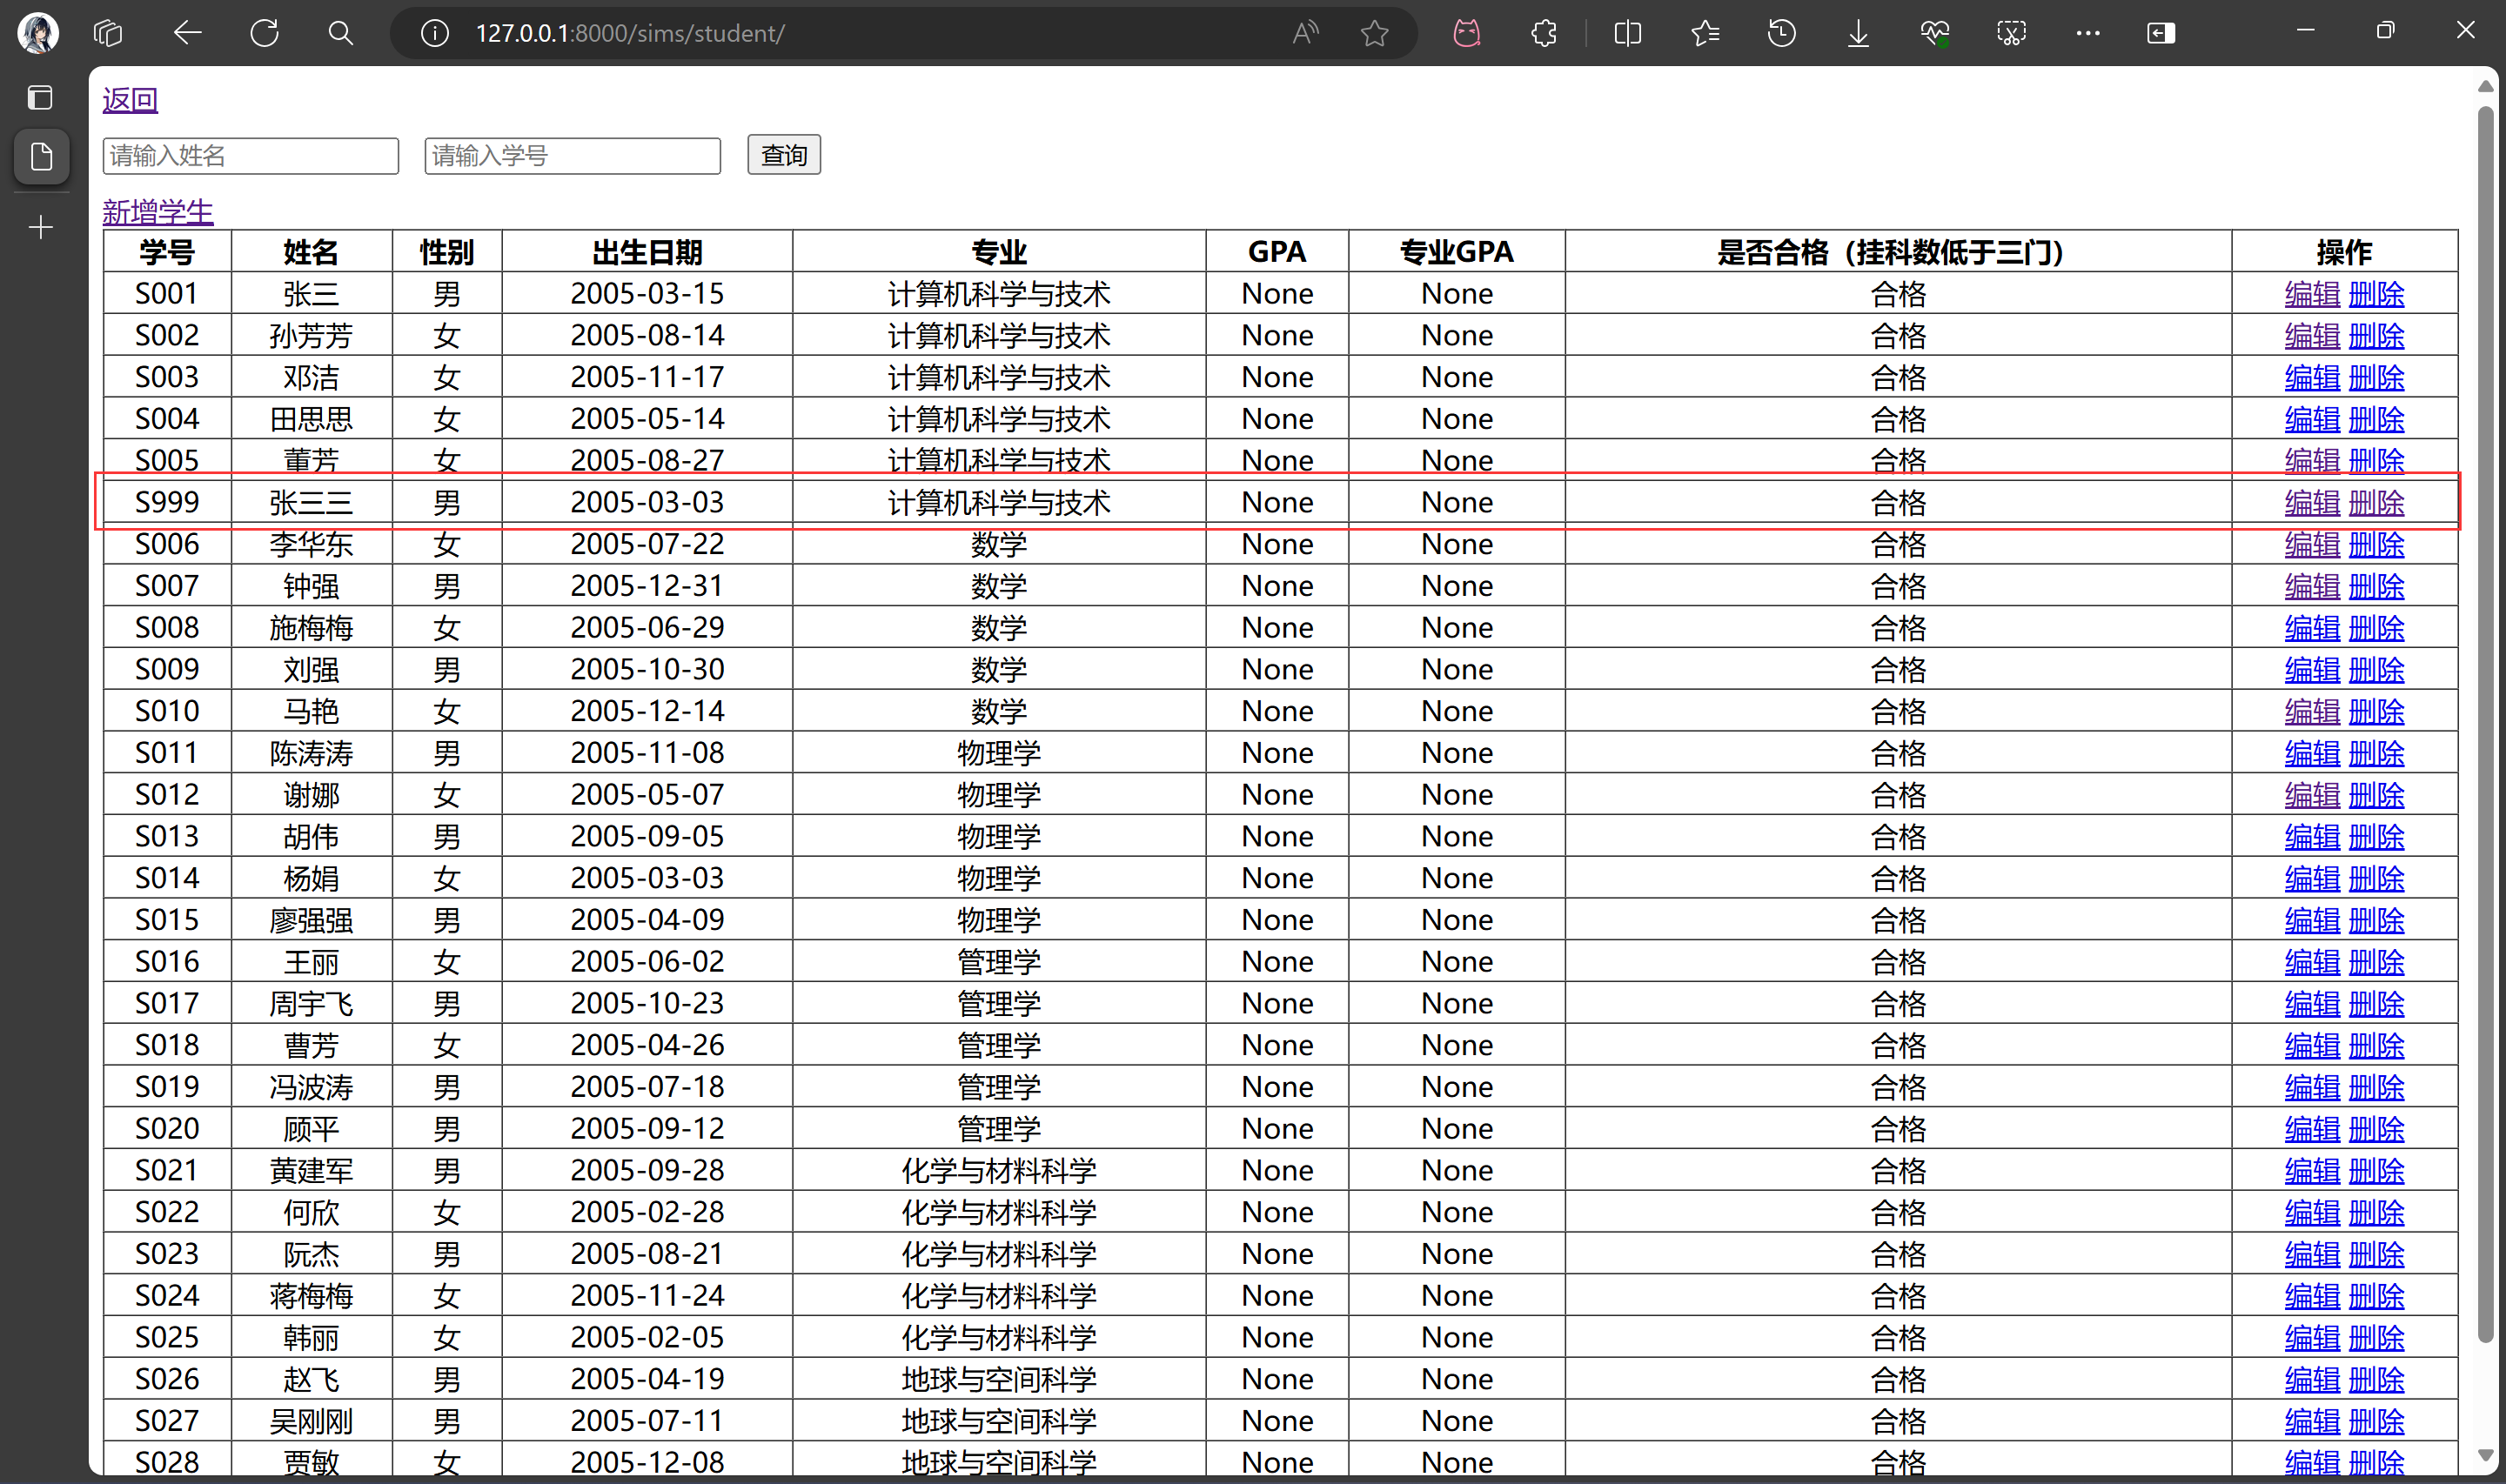 127.0.0.1:8000/sims/student/
返回
请输入姓名 请输入学号 查询
新增学生
学号 姓名 性别 出生日期 专业 GPA 专业GPA 是否合格（挂科数低于三门） 操作
S001 张三 男 2005-03-15 计算机科学与技术 None None 合格 编辑 删除
S002 孙芳芳 女 2005-08-14 计算机科学与技术 None None 合格 编辑 删除
S003 邓洁 女 2005-11-17 计算机科学与技术 None None 合格 编辑 删除
S004 田思思 女 2005-05-14 计算机科学与技术 None None 合格 编辑 删除
S005 董芳 女 2005-08-27 计算机科学与技术 None None 合格 编辑 删除
S999 张三三 男 2005-03-03 计算机科学与技术 None None 合格 编辑 删除
S006 李华东 女 2005-07-22 数学 None None 合格 编辑 删除
S007 钟强 男 2005-12-31 数学 None None 合格 编辑 删除
S008 施梅梅 女 2005-06-29 数学 None None 合格 编辑 删除
S009 刘强 男 2005-10-30 数学 None None 合格 编辑 删除
S010 马艳 女 2005-12-14 数学 None None 合格 编辑 删除
S011 陈涛涛 男 2005-11-08 物理学 None None 合格 编辑 删除
S012 谢娜 女 2005-05-07 物理学 None None 合格 编辑 删除
S013 胡伟 男 2005-09-05 物理学 None None 合格 编辑 删除
S014 杨娟 女 2005-03-03 物理学 None None 合格 编辑 删除
S015 廖强强 男 2005-04-09 物理学 None None 合格 编辑 删除
S016 王丽 女 2005-06-02 管理学 None None 合格 编辑 删除
S017 周宇飞 男 2005-10-23 管理学 None None 合格 编辑 删除
S018 曹芳 女 2005-04-26 管理学 None None 合格 编辑 删除
S019 冯波涛 男 2005-07-18 管理学 None None 合格 编辑 删除
S020 顾平 男 2005-09-12 管理学 None None 合格 编辑 删除
S021 黄建军 男 2005-09-28 化学与材料科学 None None 合格 编辑 删除
S022 何欣 女 2005-02-28 化学与材料科学 None None 合格 编辑 删除
S023 阮杰 男 2005-08-21 化学与材料科学 None None 合格 编辑 删除
S024 蒋梅梅 女 2005-11-24 化学与材料科学 None None 合格 编辑 删除
S025 韩丽 女 2005-02-05 化学与材料科学 None None 合格 编辑 删除
S026 赵飞 男 2005-04-19 地球与空间科学 None None 合格 编辑 删除
S027 吴刚刚 男 2005-07-11 地球与空间科学 None None 合格 编辑 删除
S028 贾敏 女 2005-12-08 地球与空间科学 None None 合格 编辑 删除